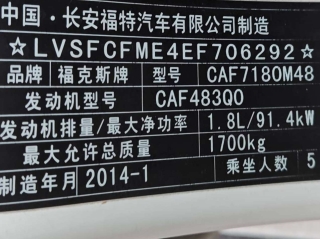 中国·长安福特汽车有限公司制造
☆LVSFCFME4EF706292☆
品牌 福克斯牌 型号 CAF7180M48
发动机型号 CAF483Q0
发动机排量/最大净功率 1.8L/91.4kW
最大允许总质量 1700kg
制造年月 2014-1 乘坐人数 5